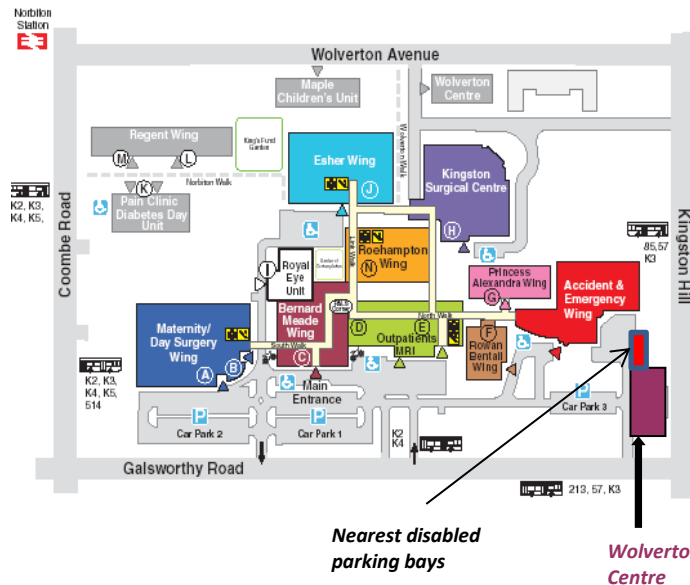 Norbiton
Station
Wolverton Avenue
Maple
Children's Unit
Wolverton
Centre
Regent Wing
King's Fund
Garden
Wolverton Walk
M
L
Esher Wing
Kingston
Surgical Centre
Norbiton Walk
K
J
K2, K3,
K4, K5,
Pain Clinic
Diabetes Day
Unit
Coombe Road
Kingston Hill
H
85,57
K3
Link Walk
Roehampton
Wing
N
I
Royal
Eye
Unit
Princess
Alexandra Wing
G
Accident &
Emergency
Wing
Bernard
Meade
Wing
North Walk
Maternity/
Day Surgery
Wing
D
E
F
Outpatients
MRI
Rowan
Bentall
Wing
South Walk
A
B
C
Main
Entrance
K2, K3,
K4, K5,
514
P
P
P
Car Park 2
Car Park 1
Car Park 3
K2
K4
Galsworthy Road
213, 57, K3
Nearest disabled
parking bays
Wolverto
Centre